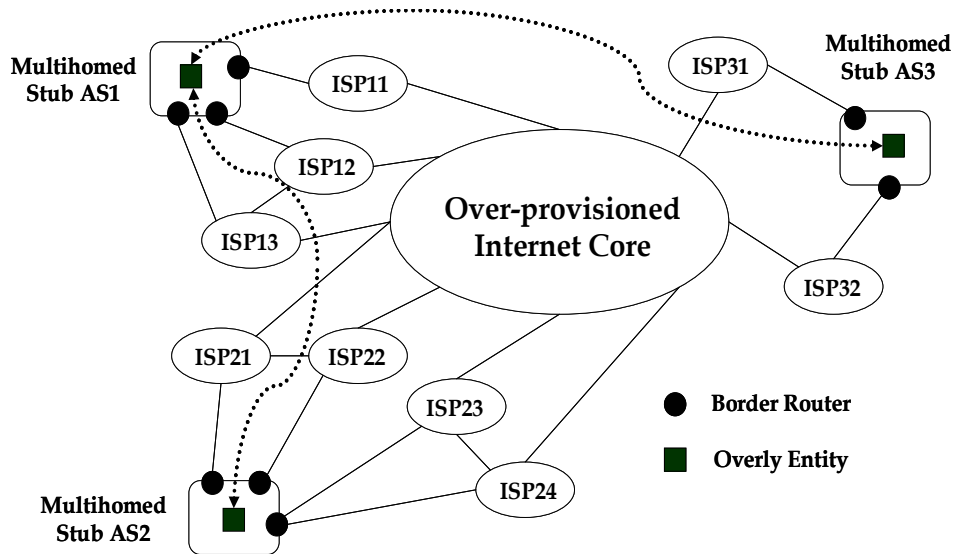 Multihomed
Stub AS1
ISP11
ISP31
Multihomed
Stub AS3
ISP12
ISP13
Over-provisioned
Internet Core
ISP32
ISP21
ISP22
ISP23
ISP24
Border Router
Overly Entity
Multihomed
Stub AS2